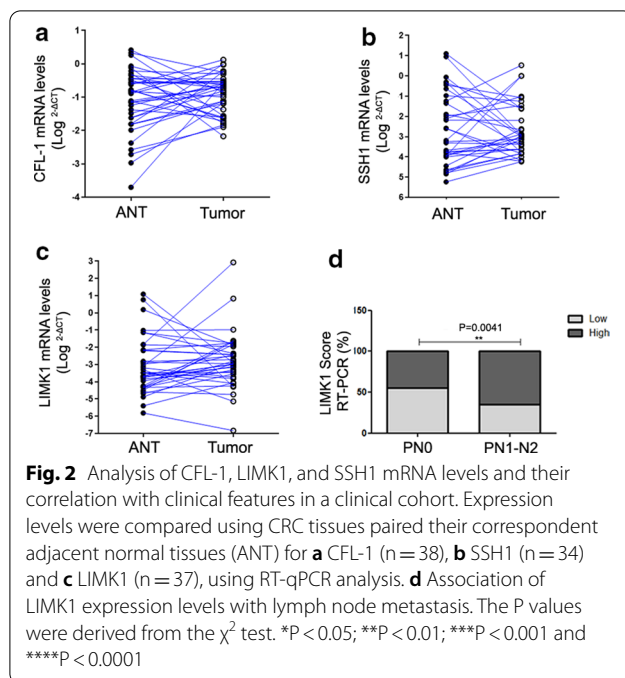 a
CFL-1 mRNA levels
(Log 2-ΔCT)
1
0
-1
-2
-3
-4
ANT
Tumor
b
SSH1 mRNA levels
(Log 2-ΔCT)
2
1
0
1
2
3
4
5
6
ANT
Tumor
c
LIMK1 mRNA levels
(Log 2-ΔCT)
3
2
1
0
-1
-2
-3
-4
-5
-6
-7
ANT
Tumor
d
Low
High
LIMK1 Score
RT-PCR (%)
150
100
50
0
P=0.0041
**
PN0
PN1-N2
Fig. 2 Analysis of CFL-1, LIMK1, and SSH1 mRNA levels and their
correlation with clinical features in a clinical cohort. Expression
levels were compared using CRC tissues paired their correspondent
adjacent normal tissues (ANT) for a CFL-1 (n = 38), b SSH1 (n = 34)
and c LIMK1 (n = 37), using RT-qPCR analysis. d Association of
LIMK1 expression levels with lymph node metastasis. The P values
were derived from the χ2 test. *P < 0.05; **P < 0.01; ***P < 0.001 and
****P < 0.0001